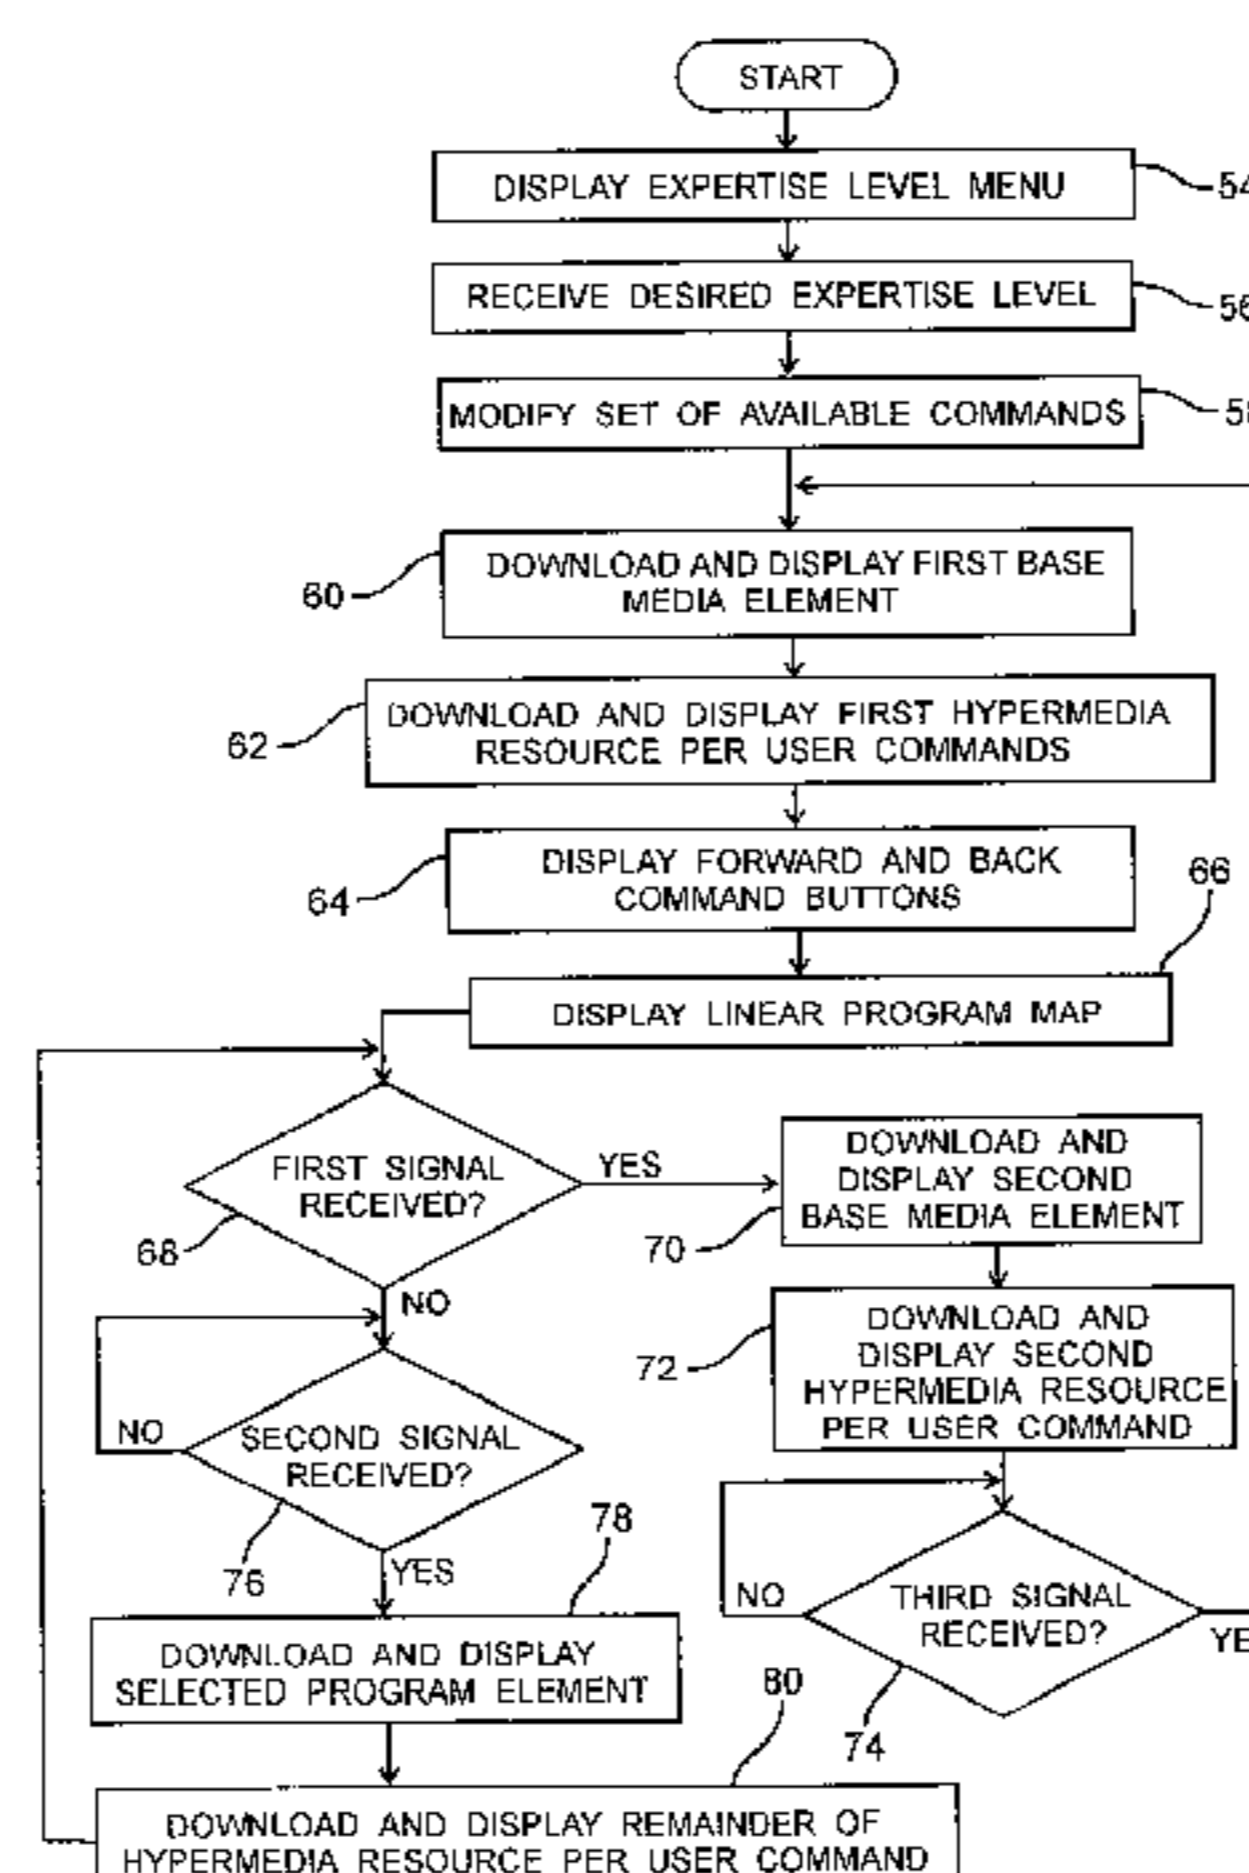 START
DISPLAY EXPERTISE LEVEL MENU
54
RECEIVE DESIRED EXPERTISE LEVEL
56
MODIFY SET OF AVAILABLE COMMANDS
DOWNLOAD AND DISPLAY FIRST BASE
MEDIA ELEMENT
60
DOWNLOAD AND DISPLAY FIRST HYPERMEDIA
RESOURCE PER USER COMMANDS
62
DISPLAY FORWARD AND BACK
COMMAND BUTTONS
64
66
DISPLAY LINEAR PROGRAM MAP
FIRST SIGNAL
RECEIVED?
YES
68
NO
DOWNLOAD AND
DISPLAY SECOND
BASE MEDIA ELEMENT
70
DOWNLOAD AND
DISPLAY SECOND
HYPERMEDIA RESOURCE
PER USER COMMAND
72
SECOND SIGNAL
RECEIVED?
NO
76
YES
78
THIRD SIGNAL
RECEIVED?
NO
YE
74
DOWNLOAD AND DISPLAY
SELECTED PROGRAM ELEMENT
80
DOWNLOAD AND DISPLAY REMAINDER OF
HYPERMEDIA RESOURCE PER USER COMMAND